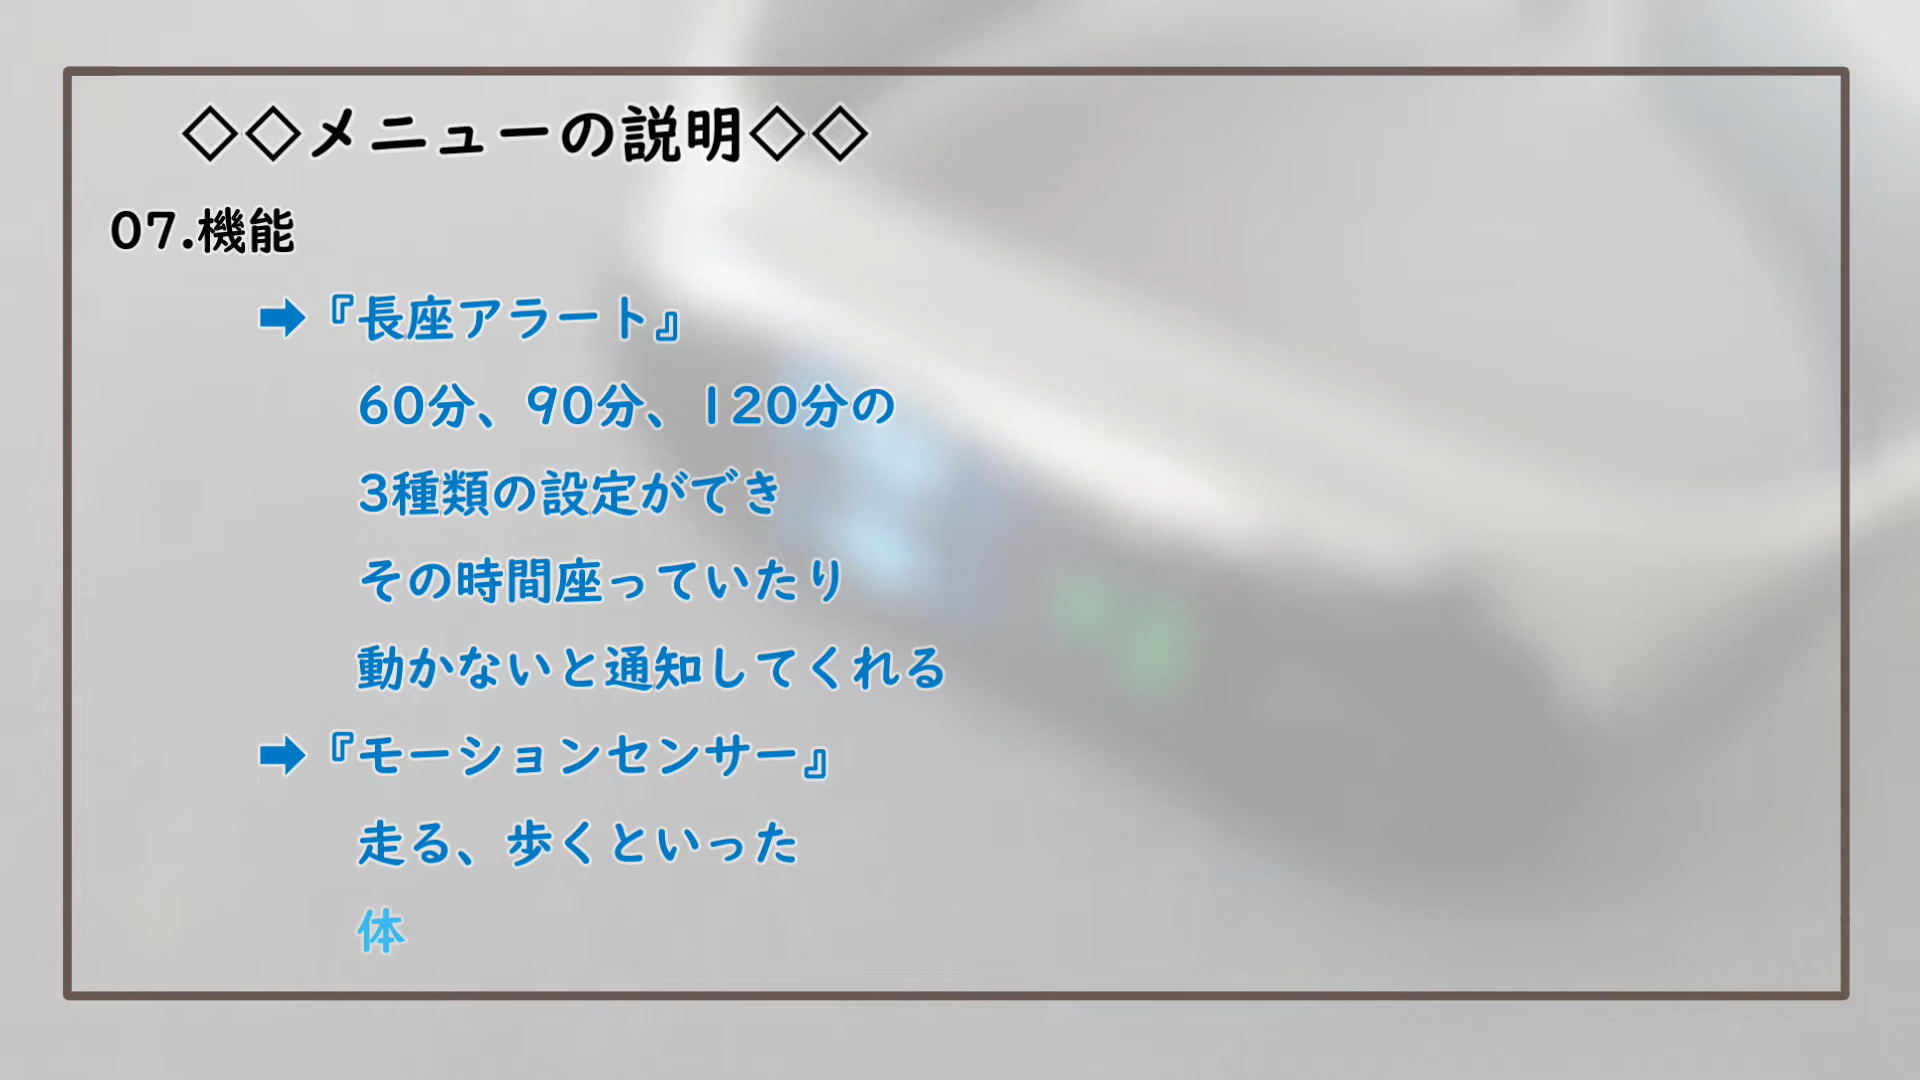 ◇◇メニューの説明◇◇
07.機能
➡『長座アラート』
60分、90分、120分の
3種類の設定ができ
その時間座っていたり
動かないと通知してくれる
➡『モーションセンサー』
走る、歩くといった
体